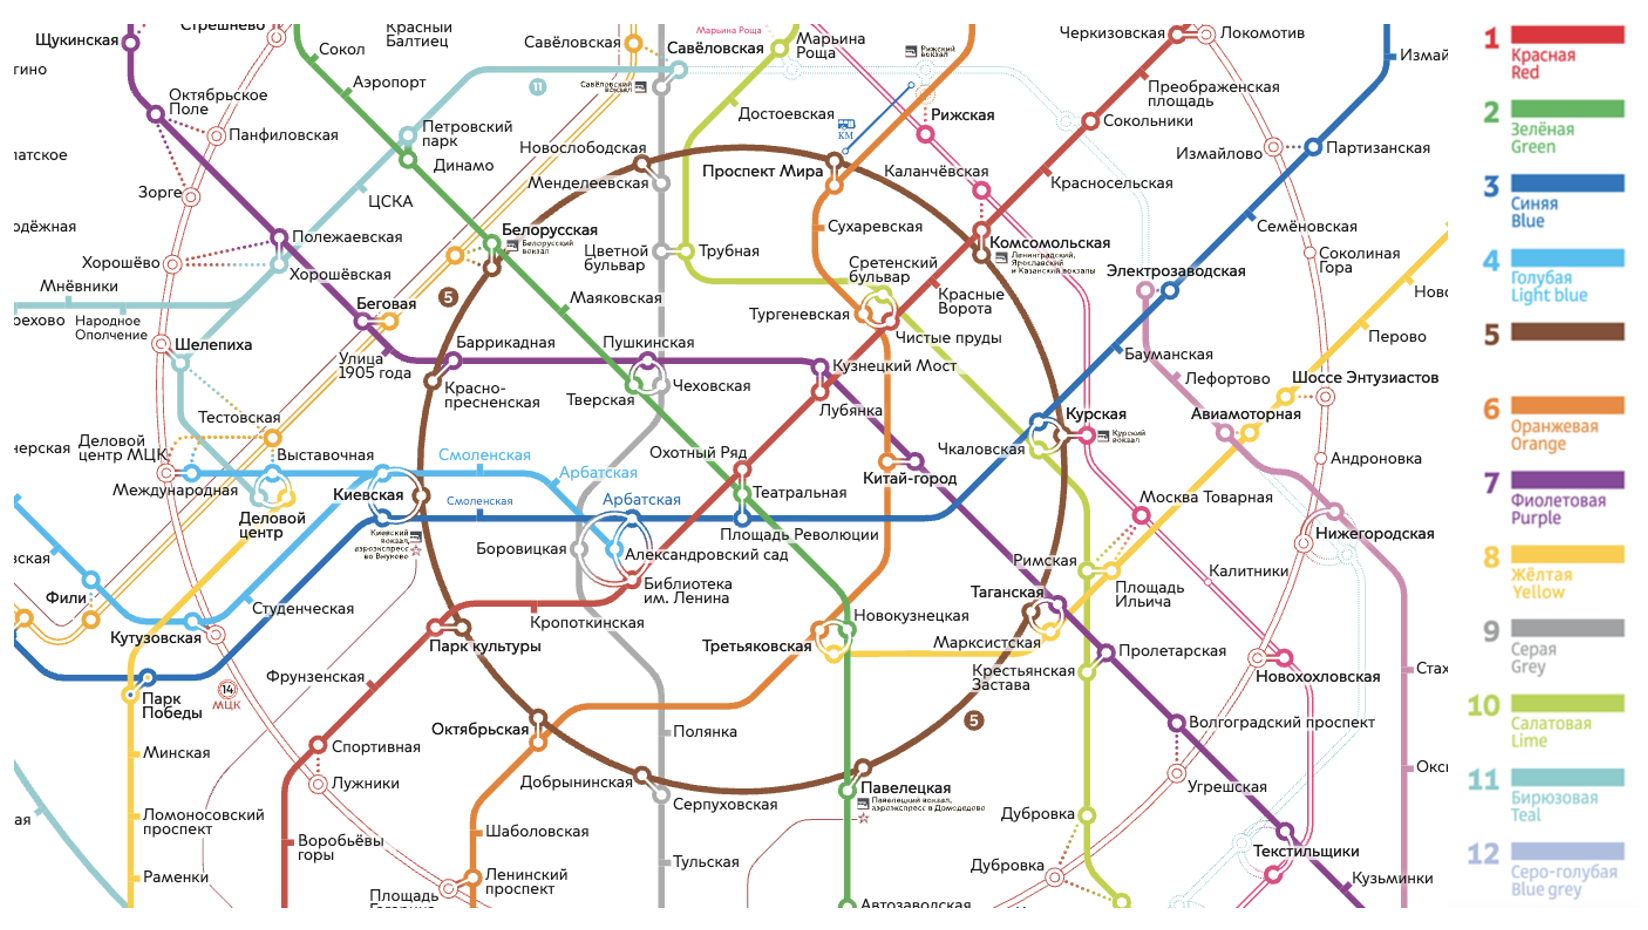 Щукинская
Стрешнево
Красный
Балтиец
Савёловская
Савёловская
Марьина Роща
Марьина
Роща
Рижский
вокзал
Черкизовская
Локомотив
Измай
гино
Сокол
Аэропорт
11
Савёловский
вокзал
Преображенская
площадь
Октябрьское
Поле
Панфиловская
Петровский
парк
Динамо
Достоевская
КМ
Рижская
Сокольники
Измайлово
Партизанская
Новослободская
Менделеевская
Проспект Мира
Каланчёвская
Красносельская
Зорге
ЦСКА
Семёновская
одёжная
Полежаевская
Белорусская
Белорусский
вокзал
Сухаревская
Комсомольская
Ленинградский,
Ярославский
и Казанский вокзалы
Хорошёво
Хорошёвская
Цветной
бульвар
Трубная
Сретенский
бульвар
Электрозаводская
Соколиная
Гора
Мнёвники
Народное
Ополчение
рехово
Беговая
5
Маяковская
Тургеневская
Красные
Ворота
Чистые пруды
Ново
Перово
Шелепиха
Улица
1905 года
Баррикадная
Пушкинская
Кузнецкий Мост
Бауманская
Лефортово
Шоссе Энтузиастов
Красно-
пресненская
Тверская
Чеховская
Лубянка
Тестовская
Курская
Курский
вокзал
Авиамоторная
нерская
Деловой
центр МЦК
Выставочная
Смоленская
Арбатская
Охотный Ряд
Чкаловская
Андроновка
Международная
Киевская
Смоленская
Арбатская
Театральная
Китай-город
Москва Товарная
Деловой
центр
Киевский
вокзал,
аэроэкспресс
во Внуково
Площадь Революции
Нижегородская
Боровицкая
Александровский сад
Библиотека
им. Ленина
Римская
Площадь
Ильича
Калитники
вская
Фили
Студенческая
Кутузовская
Кропоткинская
Новокузнецкая
Таганская
Марксистская
Парк культуры
Третьяковская
Крестьянская
Застава
Пролетарская
Новохохловская
Стах
Фрунзенская
14
МЦК
Парк
Победы
Октябрьская
Полянка
5
Волгоградский проспект
Минская
Спортивная
Лужники
Добрынинская
Серпуховская
Павелецкая
Павелецкий вокзал,
аэроэкспресс в Домодедово
Угрешская
Окс
ая
Ломоносовский
проспект
Воробьёвы
горы
Шаболовская
Тульская
Дубровка
Дубровка
Текстильщики
Раменки
Ленинский
проспект
Площадь
Гагарина
Автозаводская
Кузьминки
1
Красная
Red
2
Зелёная
Green
3
Синяя
Blue
4
Голубая
Light blue
5
6
Оранжевая
Orange
7
Фиолетовая
Purple
8
Жёлтая
Yellow
9
Серая
Grey
10
Салатовая
Lime
11
Бирюзовая
Teal
12
Серо-голубая
Blue grey